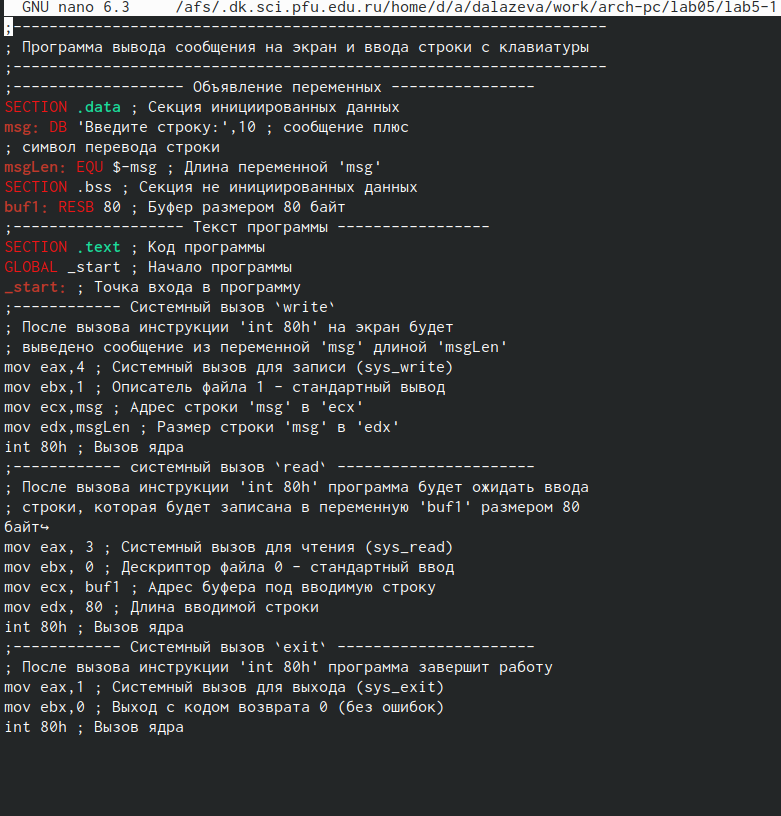 GNU nano 6.3 /afs/.dk.sci.pfu.edu.ru/home/d/a/dalazeva/work/arch-pc/lab05/lab5-1
;------------------------------------------------------------------
; Программа вывода сообщения на экран и ввода строки с клавиатуры
;------------------------------------------------------------------
;------------------- Объявление переменных ----------------
SECTION .data ; Секция инициированных данных
msg: DB 'Введите строку:',10 ; сообщение плюс
; символ перевода строки
msgLen: EQU $-msg ; Длина переменной 'msg'
SECTION .bss ; Секция не инициированных данных
buf1: RESB 80 ; Буфер размером 80 байт
;------------------- Текст программы -----------------
SECTION .text ; Код программы
GLOBAL _start ; Начало программы
_start: ; Точка входа в программу
;------------ Системный вызов `write`
; После вызова инструкции 'int 80h' на экран будет
; выведено сообщение из переменной 'msg' длиной 'msgLen'
mov eax,4 ; Системный вызов для записи (sys_write)
mov ebx,1 ; Описатель файла 1 - стандартный вывод
mov ecx,msg ; Адрес строки 'msg' в 'ecx'
mov edx,msgLen ; Размер строки 'msg' в 'edx'
int 80h ; Вызов ядра
;------------ системный вызов `read` ----------------------
; После вызова инструкции 'int 80h' программа будет ожидать ввода
; строки, которая будет записана в переменную 'buf1' размером 80
байт↪
mov eax, 3 ; Системный вызов для чтения (sys_read)
mov ebx, 0 ; Дескриптор файла 0 - стандартный ввод
mov ecx, buf1 ; Адрес буфера под вводимую строку
mov edx, 80 ; Длина вводимой строки
int 80h ; Вызов ядра
;------------ Системный вызов `exit` ----------------------
; После вызова инструкции 'int 80h' программа завершит работу
mov eax,1 ; Системный вызов для выхода (sys_exit)
mov ebx,0 ; Выход с кодом возврата 0 (без ошибок)
int 80h ; Вызов ядра